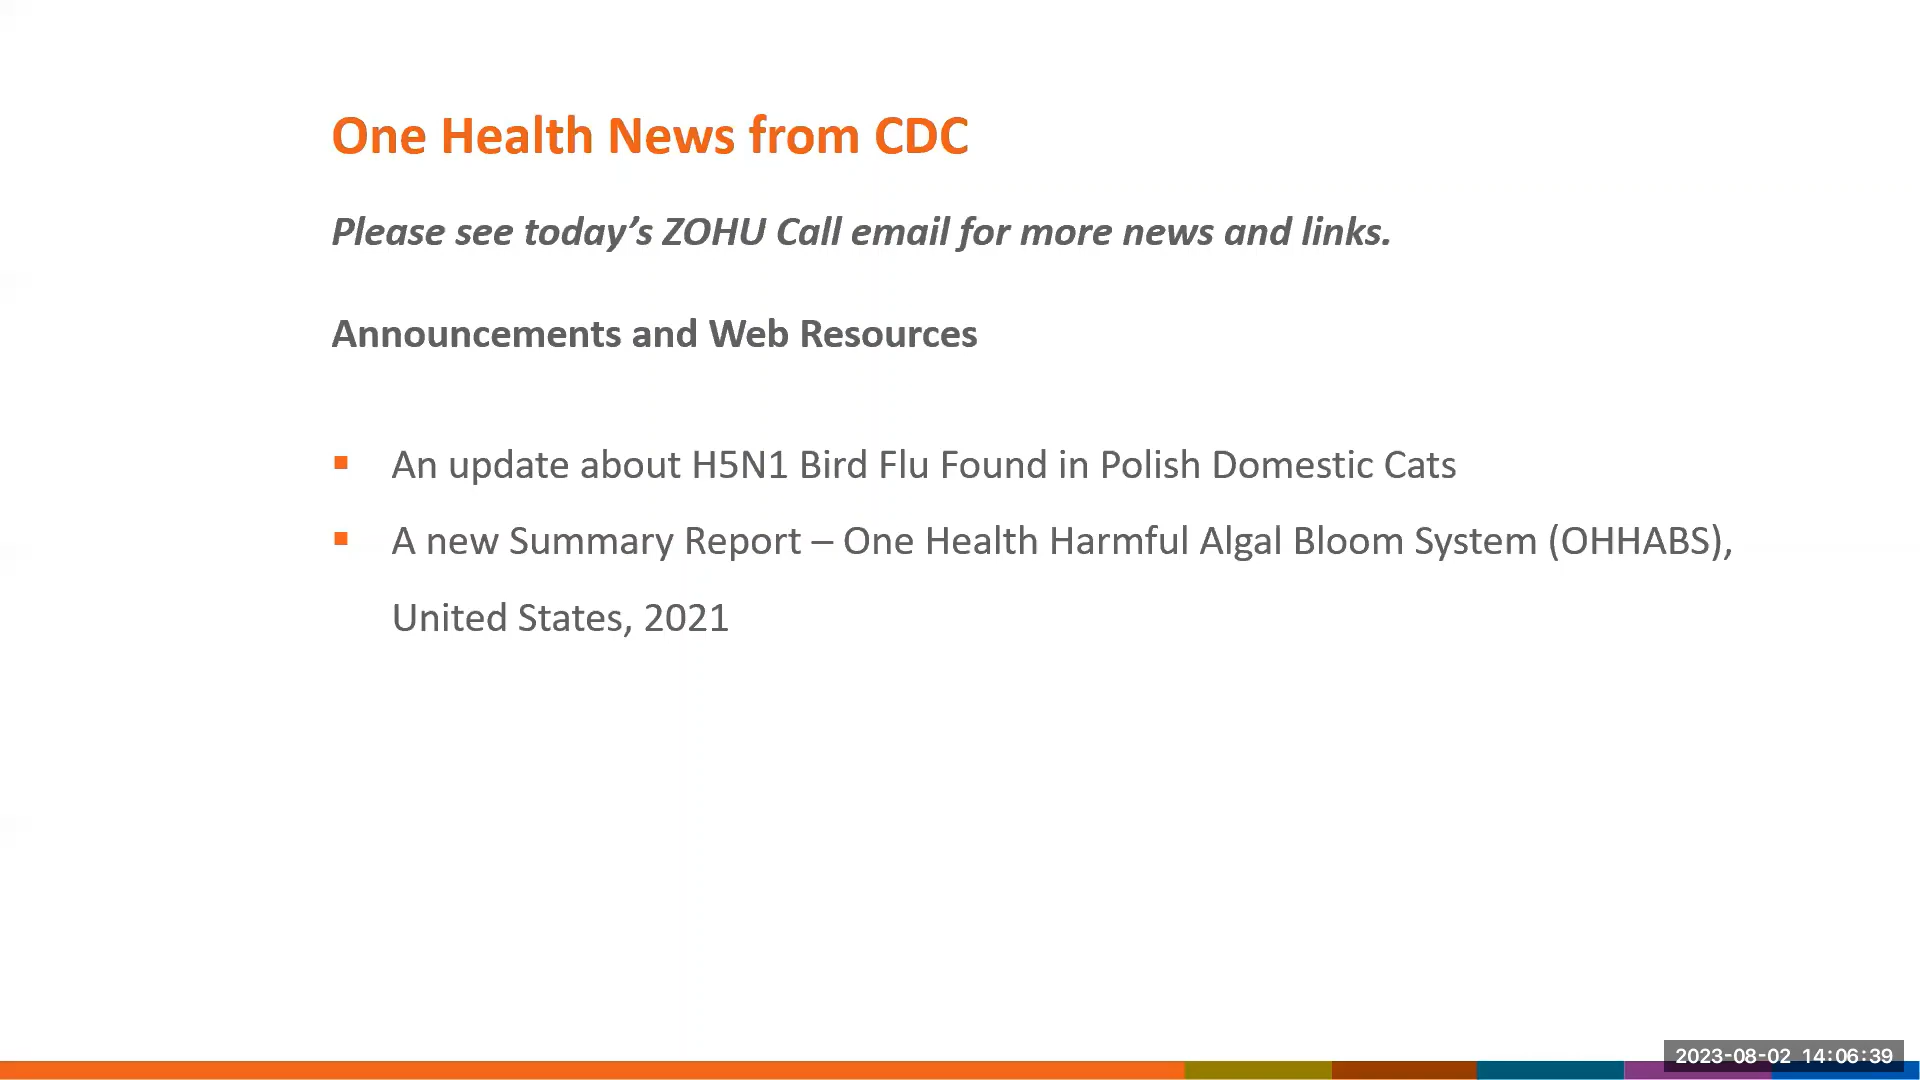 One Health News from CDC
Please see today’s ZOHU Call email for more news and links.
Announcements and Web Resources
▪ An update about H5N1 Bird Flu Found in Polish Domestic Cats
▪ A new Summary Report – One Health Harmful Algal Bloom System (OHHABS),
United States, 2021
2023-08-02 14:06:39